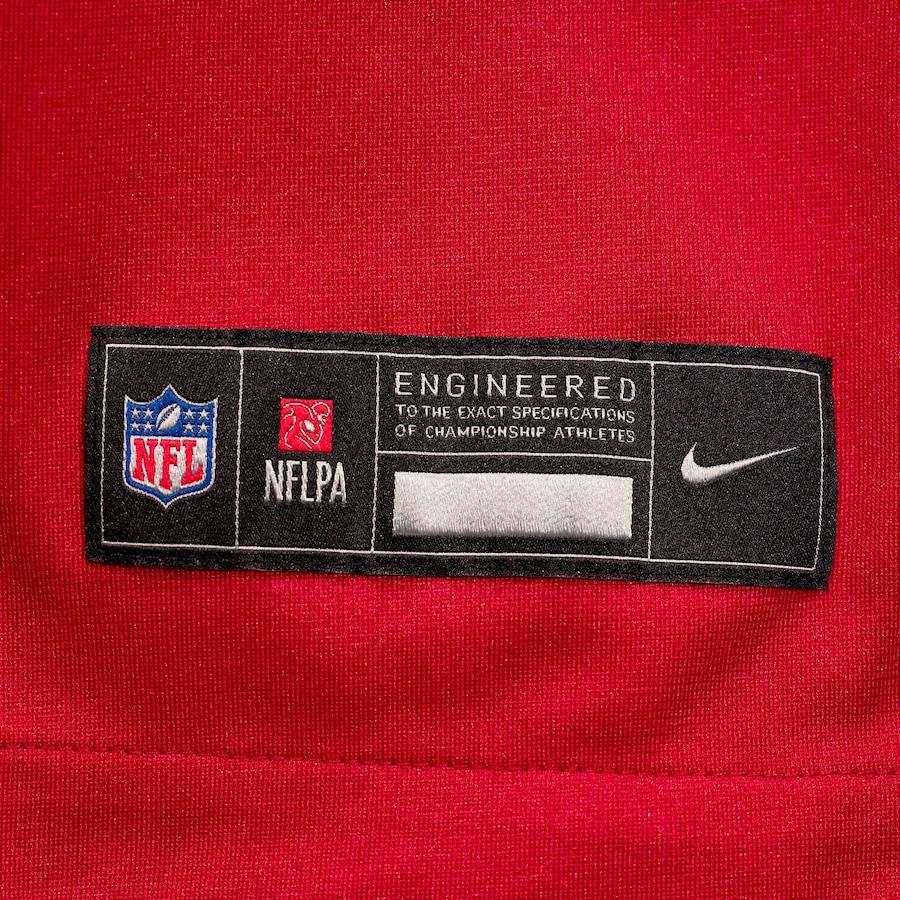 NFL
NFLPA
ENGINEERED
TO THE EXACT SPECIFICATIONS
OF CHAMPIONSHIP ATHLETES